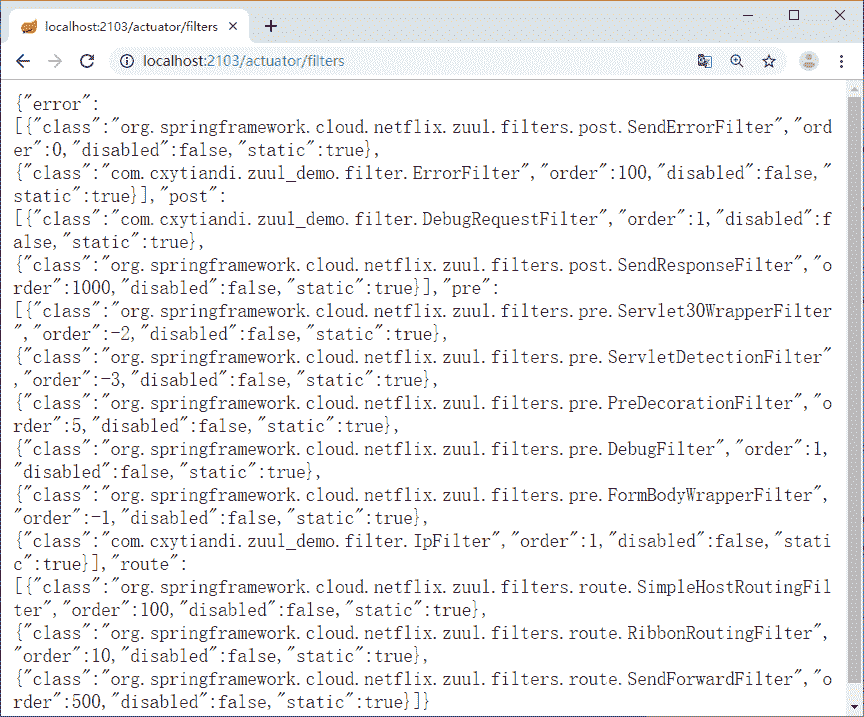 localhost:2103/actuator/filters
localhost:2103/actuator/filters
{"error":
[{"class":"org.springframework.cloud.netflix.zuul.filters.post.SendErrorFilter","ord
er":0,"disabled":false,"static":true},
{"class":"com.cxytiandi.zuul_demo.filter.ErrorFilter","order":100,"disabled":false,"
static":true}],"post":
[{"class":"com.cxytiandi.zuul_demo.filter.DebugRequestFilter","order":1,"disabled":f
alse,"static":true},
{"class":"org.springframework.cloud.netflix.zuul.filters.post.SendResponseFilter","o
rder":1000,"disabled":false,"static":true}],"pre":
[{"class":"org.springframework.cloud.netflix.zuul.filters.pre.Servlet30WrapperFilter
","order":-2,"disabled":false,"static":true},
{"class":"org.springframework.cloud.netflix.zuul.filters.pre.ServletDetectionFilter"
,"order":-3,"disabled":false,"static":true},
{"class":"org.springframework.cloud.netflix.zuul.filters.pre.PreDecorationFilter","o
rder":5,"disabled":false,"static":true},
{"class":"org.springframework.cloud.netflix.zuul.filters.pre.DebugFilter","order":1,
"disabled":false,"static":true},
{"class":"org.springframework.cloud.netflix.zuul.filters.pre.FormBodyWrapperFilter",
"order":-1,"disabled":false,"static":true},
{"class":"com.cxytiandi.zuul_demo.filter.IpFilter","order":1,"disabled":false,"stati
c":true}],"route":
[{"class":"org.springframework.cloud.netflix.zuul.filters.route.SimpleHostRoutingFil
ter","order":100,"disabled":false,"static":true},
{"class":"org.springframework.cloud.netflix.zuul.filters.route.RibbonRoutingFilter",
"order":10,"disabled":false,"static":true},
{"class":"org.springframework.cloud.netflix.zuul.filters.route.SendForwardFilter","o
rder":500,"disabled":false,"static":true}]}